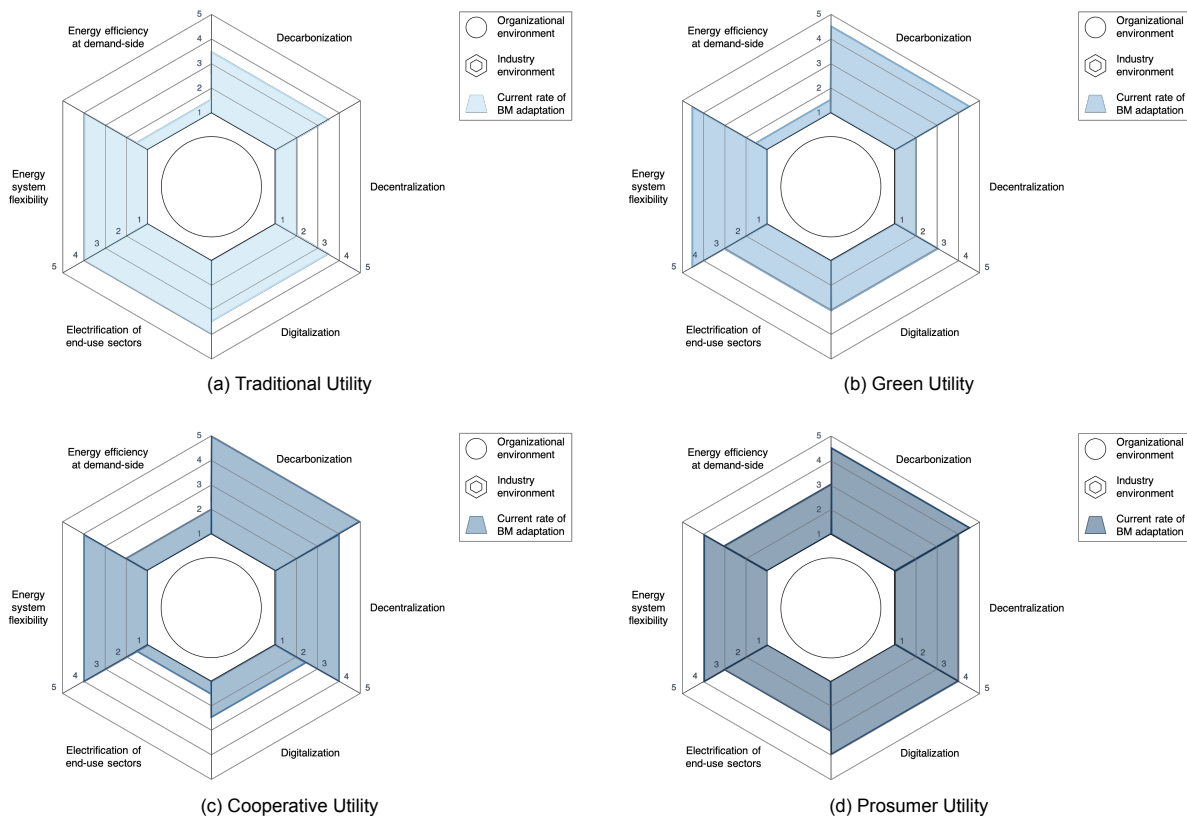 5
4
3
2
1
Energy efficiency
at demand-side
Decarbonization
Organizational
environment
Industry
environment
Current rate of
BM adaptation
Energy
system
flexibility
Decentralization
1
2
3
4
5
1
2
3
4
5
Electrification of
end-use sectors
Digitalization
(a) Traditional Utility
5
4
3
2
1
Energy efficiency
at demand-side
Decarbonization
Organizational
environment
Industry
environment
Current rate of
BM adaptation
Energy
system
flexibility
Decentralization
1
2
3
4
5
1
2
3
4
5
Electrification of
end-use sectors
Digitalization
(b) Green Utility
5
4
3
2
1
Energy efficiency
at demand-side
Decarbonization
Organizational
environment
Industry
environment
Current rate of
BM adaptation
Energy
system
flexibility
Decentralization
1
2
3
4
5
1
2
3
4
5
Electrification of
end-use sectors
Digitalization
(c) Cooperative Utility
5
4
3
2
1
Energy efficiency
at demand-side
Decarbonization
Organizational
environment
Industry
environment
Current rate of
BM adaptation
Energy
system
flexibility
Decentralization
1
2
3
4
5
1
2
3
4
5
Electrification of
end-use sectors
Digitalization
(d) Prosumer Utility